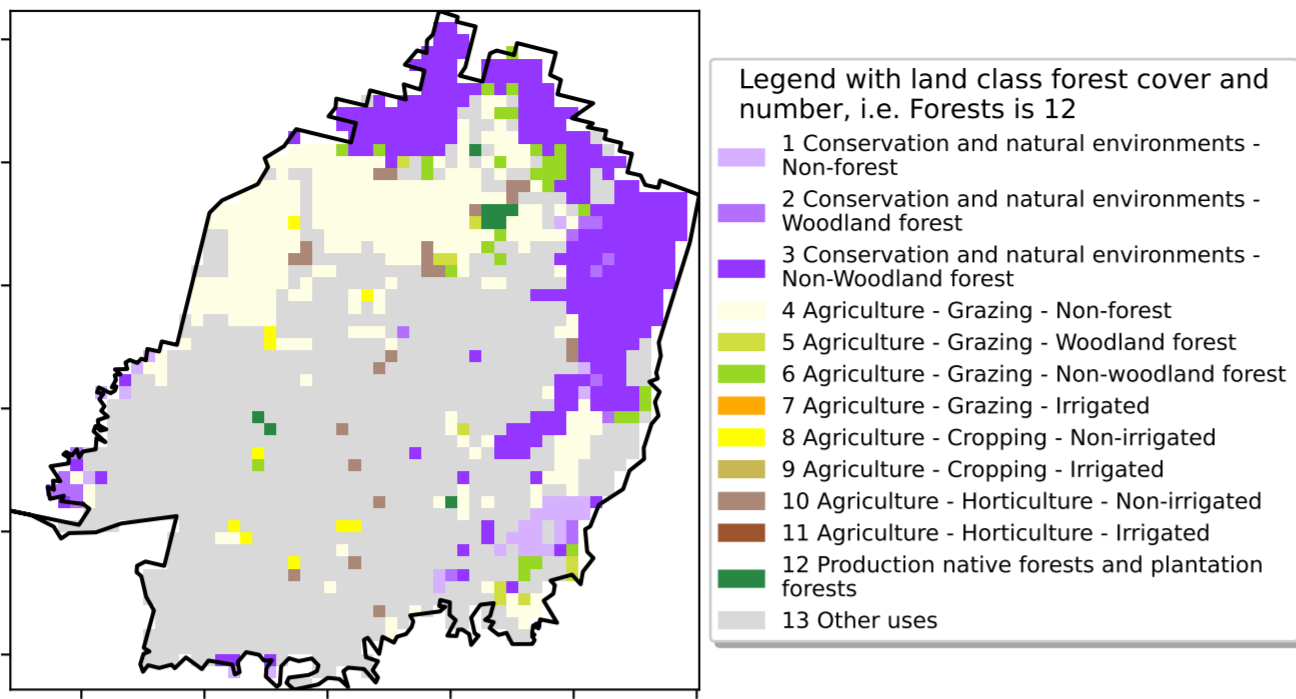 Legend with land class forest cover and
number, i.e. Forests is 12
1 Conservation and natural environments -
Non-forest
2 Conservation and natural environments -
Woodland forest
3 Conservation and natural environments -
Non-Woodland forest
4 Agriculture - Grazing - Non-forest
5 Agriculture - Grazing - Woodland forest
6 Agriculture - Grazing - Non-woodland forest
7 Agriculture - Grazing - Irrigated
8 Agriculture - Cropping - Non-irrigated
9 Agriculture - Cropping - Irrigated
10 Agriculture - Horticulture - Non-irrigated
11 Agriculture - Horticulture - Irrigated
12 Production native forests and plantation
forests
13 Other uses